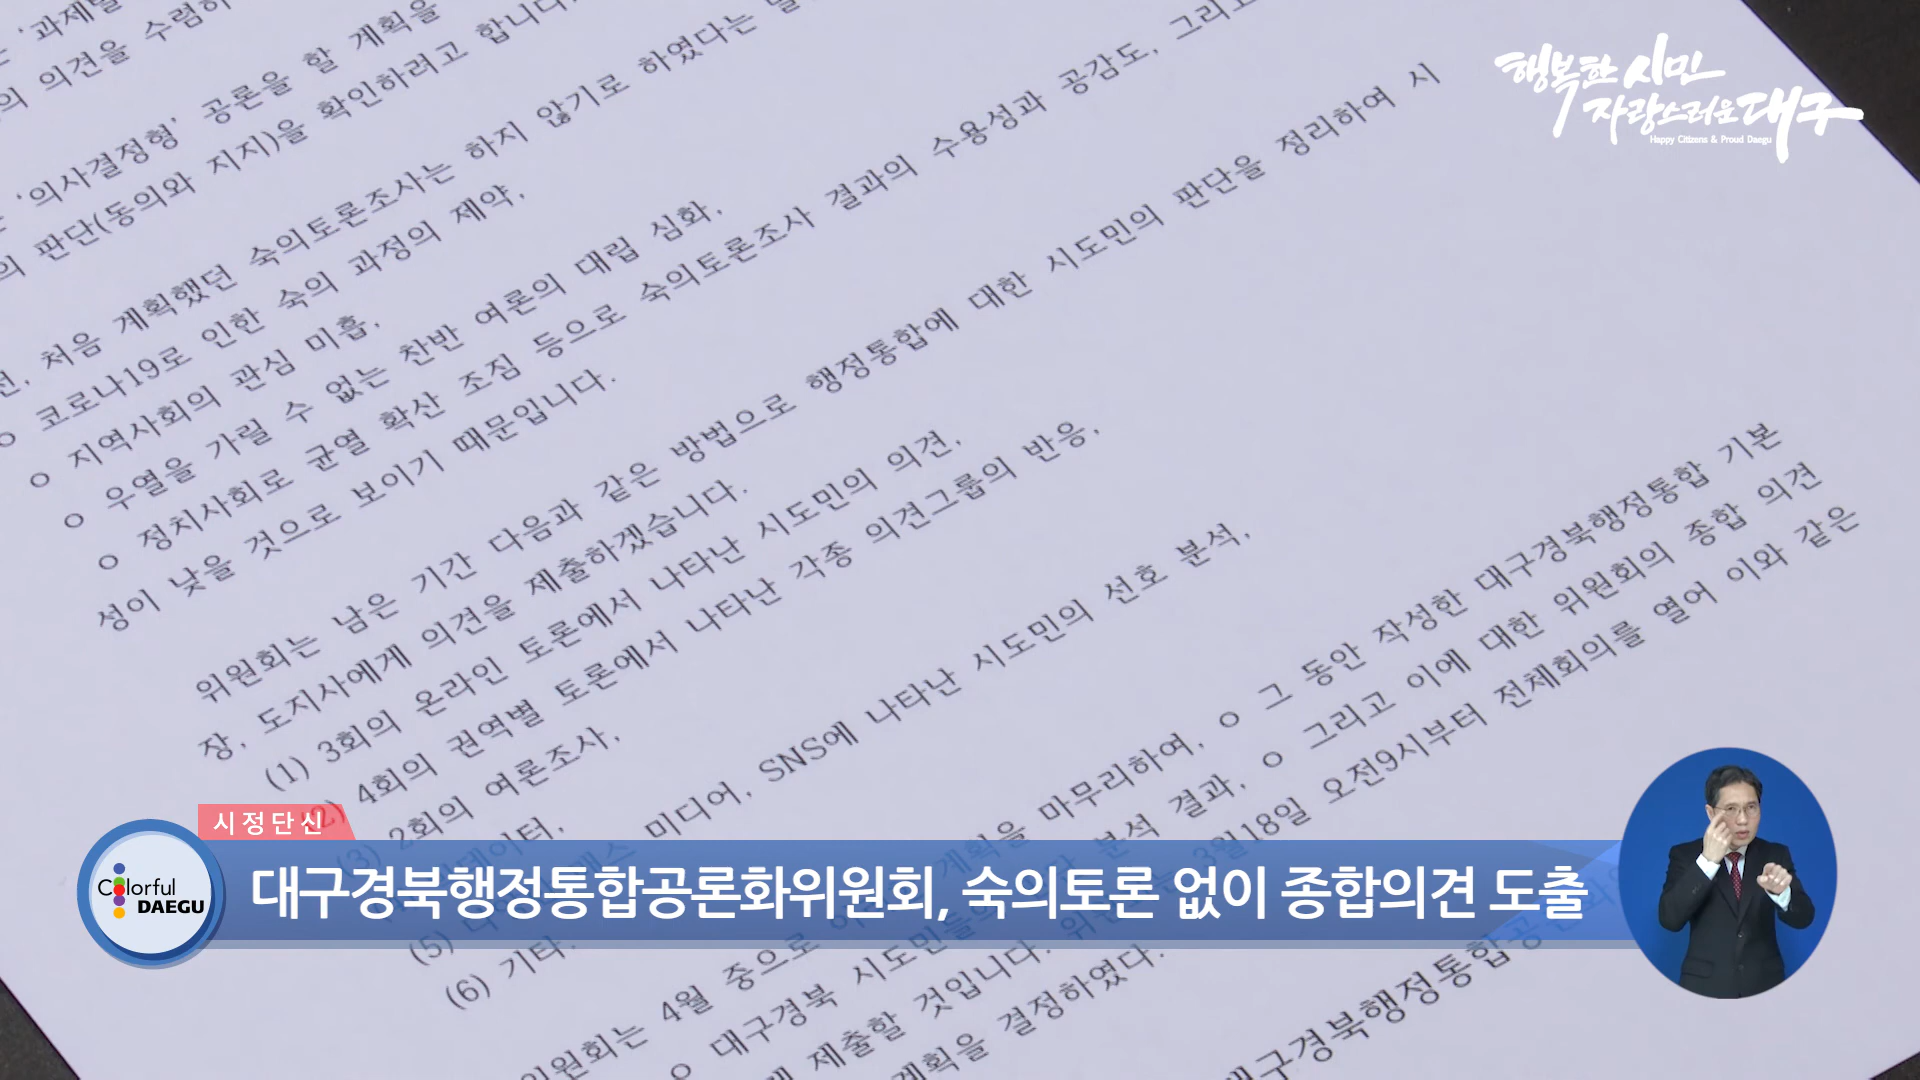 행복한 시민
자랑스러운 대구
Happy Citizens & Proud Daegu
'과제별
의 의견을 수렴하
'의사결정형' 공론을 할 계획을
의 판단(동의와 지지)을 확인하려고 합니다.
처음 계획했던 숙의토론조사는 하지 않기로 하였다는
ㅇ 코로나19로 인한 숙의 과정의 제약,
ㅇ 지역사회의 관심 미흡,
ㅇ 우열을 가릴 수 없는 찬반 여론의 대립 심화,
ㅇ 정치사회로 균열 확산 조짐 등으로 숙의토론조사 결과의 수용성과 공감도, 그리고
성이 낮을 것으로 보이기 때문입니다.
위원회는 남은 기간 다음과 같은 방법으로 행정통합에 대한 시도민의 판단을 정리하여 시
장, 도지사에게 의견을 제출하겠습니다.
(1) 3회의 온라인 토론에서 나타난 시도민의 의견,
(2) 4회의 권역별 토론에서 나타난 각종 의견그룹의 반응,
(3) 2회의 여론조사,
데이터,
(5) 미디어, SNS에 나타난 시도민의 선호 분석,
(6) 기타.
위원회는 4월 중으로 계획을 마무리하여, ㅇ 그 동안 작성한 대구경북행정통합 기본
ㅇ 대구경북 시도민들의 분석 결과, ㅇ 그리고 이에 대한 위원회의 종합 의견
제출할 것입니다. 3월18일 오전9시부터 전체회의를 열어 이와 같은
계획을 결정하였다.
대구경북행정통합공론화
시정단신
Colorful
DAEGU
대구경북행정통합공론화위원회, 숙의토론 없이 종합의견 도출